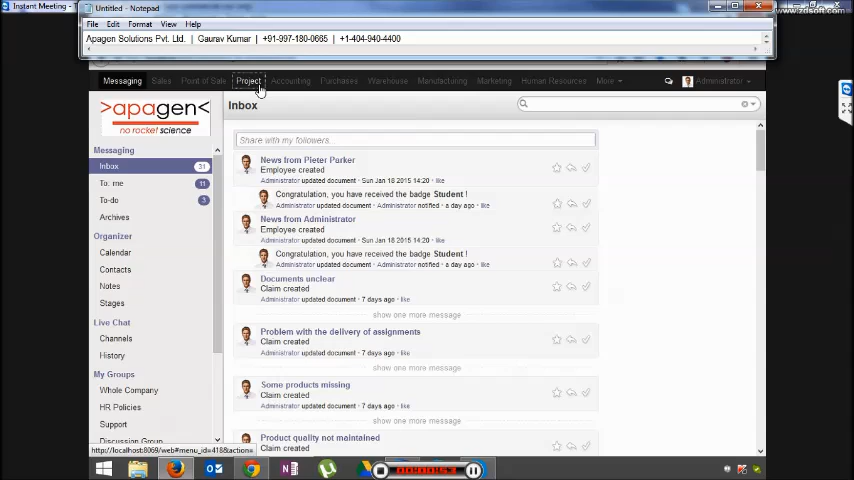 Instant Meeting - Te
Untitled - Notepad
www.zdsoft.com
File Edit Format View Help
Apagen Solutions Pvt. Ltd. | Gaurav Kumar | +91-997-180-0665 | +1-404-940-4400
Messaging Sales Point of Sale Project Accounting Purchases Warehouse Manufacturing Marketing Human Resources More Administrator
>apagen<
no rocket science
Inbox
Messaging
Inbox 31
To: me 11
To-do 3
Archives
Organizer
Calendar
Contacts
Notes
Stages
Live Chat
Channels
History
My Groups
Whole Company
HR Policies
Support
Discussion Group
Share with my followers...
News from Pieter Parker
Employee created
Administrator updated document • Sun Jan 18 2015 14:20 • like
Congratulation, you have received the badge Student !
Administrator updated document • Administrator notified • a day ago • like
News from Administrator
Employee created
Administrator updated document • Sun Jan 18 2015 14:20 • like
Congratulation, you have received the badge Student !
Administrator updated document • Administrator notified • a day ago • like
Documents unclear
Claim created
Administrator updated document • 7 days ago • like
show one more message
Problem with the delivery of assignments
Claim created
Administrator updated document • 7 days ago • like
show one more message
Some products missing
Claim created
Administrator updated document • 7 days ago • like
show one more message
Product quality not maintained
Claim created
http://localhost:8069/web#menu_id=418&action=
00:00:53